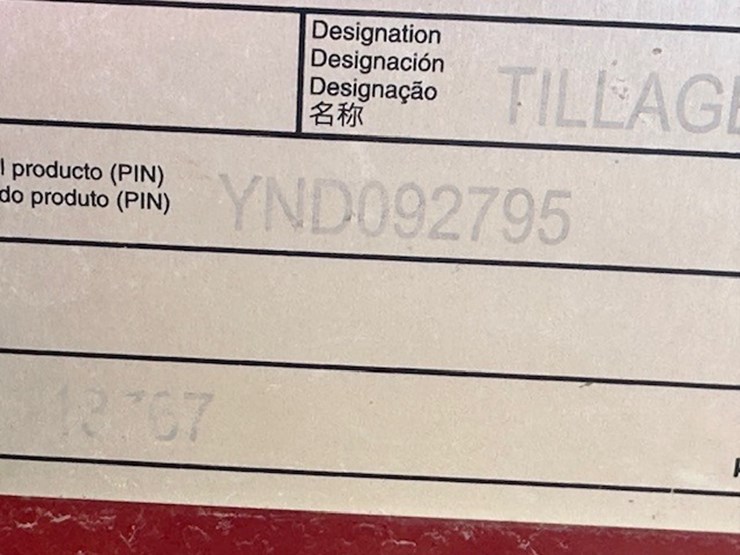 Designation
Designación
Designação
名称
TILLAGE
l producto (PIN)
do produto (PIN)
YND092795